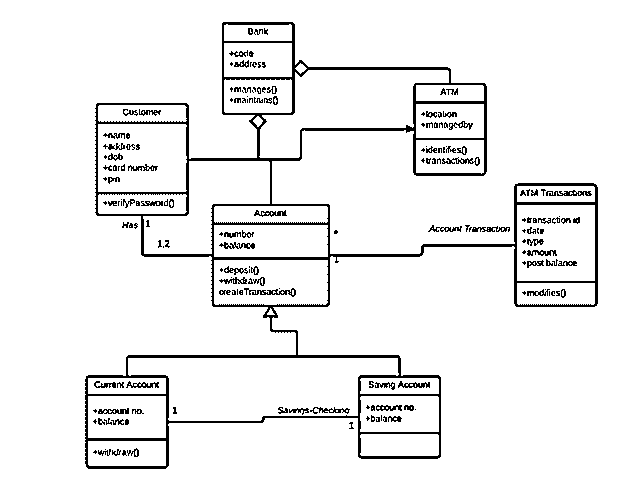 Bank
+code
+address
+manages()
+maintains()
ATM
+location
+managedby
+identifies()
+transactions()
Customer
+name
+address
+dob
+card number
+pin
+verifyPassword()
Has
1
1,2
Account
+number
+balance
+deposit()
+withdraw()
createTransaction()
*
1
Account Transaction
ATM Transactions
+transaction id
+date
+type
+amount
+post balance
+modifies()
Current Account
+account no.
+balance
+withdraw()
1
Savings-Checking
1
Saving Account
+account no.
+balance